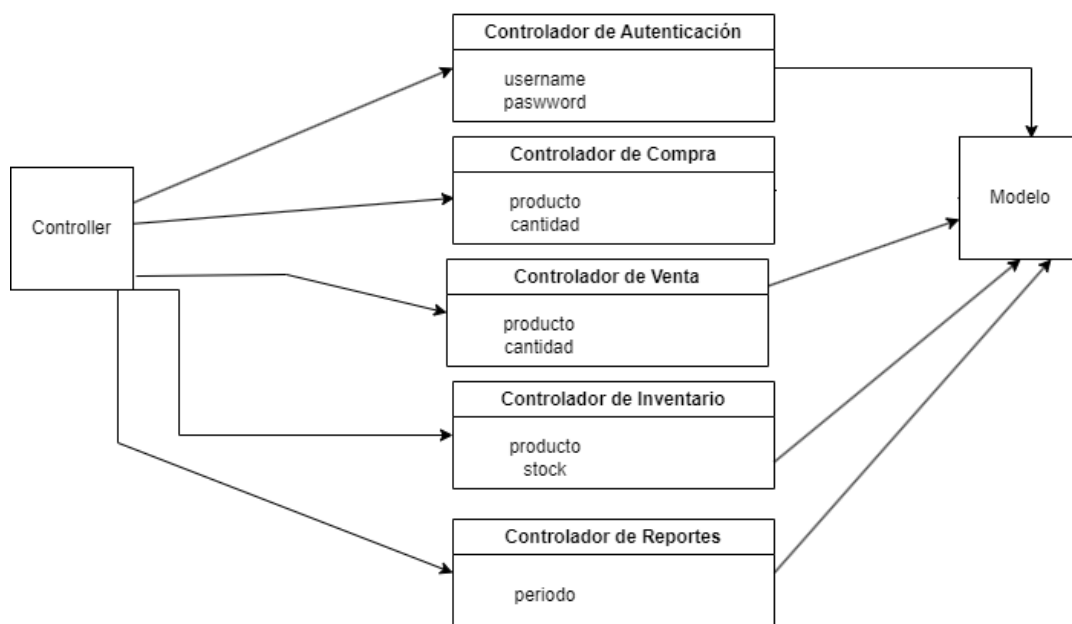 Controlador de Autenticación
username
paswword
Controlador de Compra
producto
cantidad
Controller
Modelo
Controlador de Venta
producto
cantidad
Controlador de Inventario
producto
stock
Controlador de Reportes
periodo